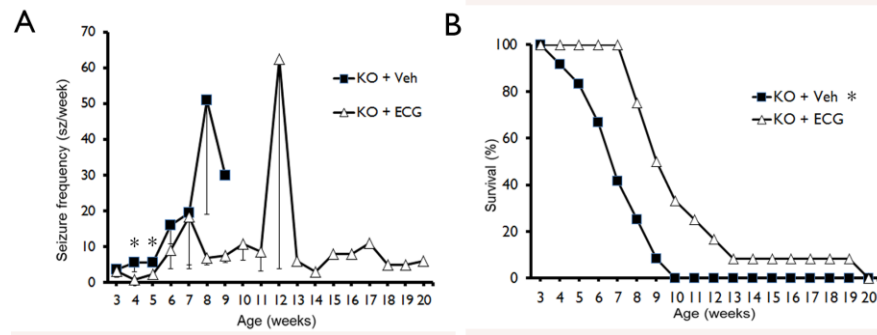 A
70
60
50
40
30
20
10
0
Seizure frequency (sz/week)
KO + Veh
KO + ECG
* *
3 4 5 6 7 8 9 10 11 12 13 14 15 16 17 18 19 20
Age (weeks)
B
100
80
60
40
20
0
Survival (%)
KO + Veh *
KO + ECG
3 4 5 6 7 8 9 10 11 12 13 14 15 16 17 18 19 20
Age (weeks)